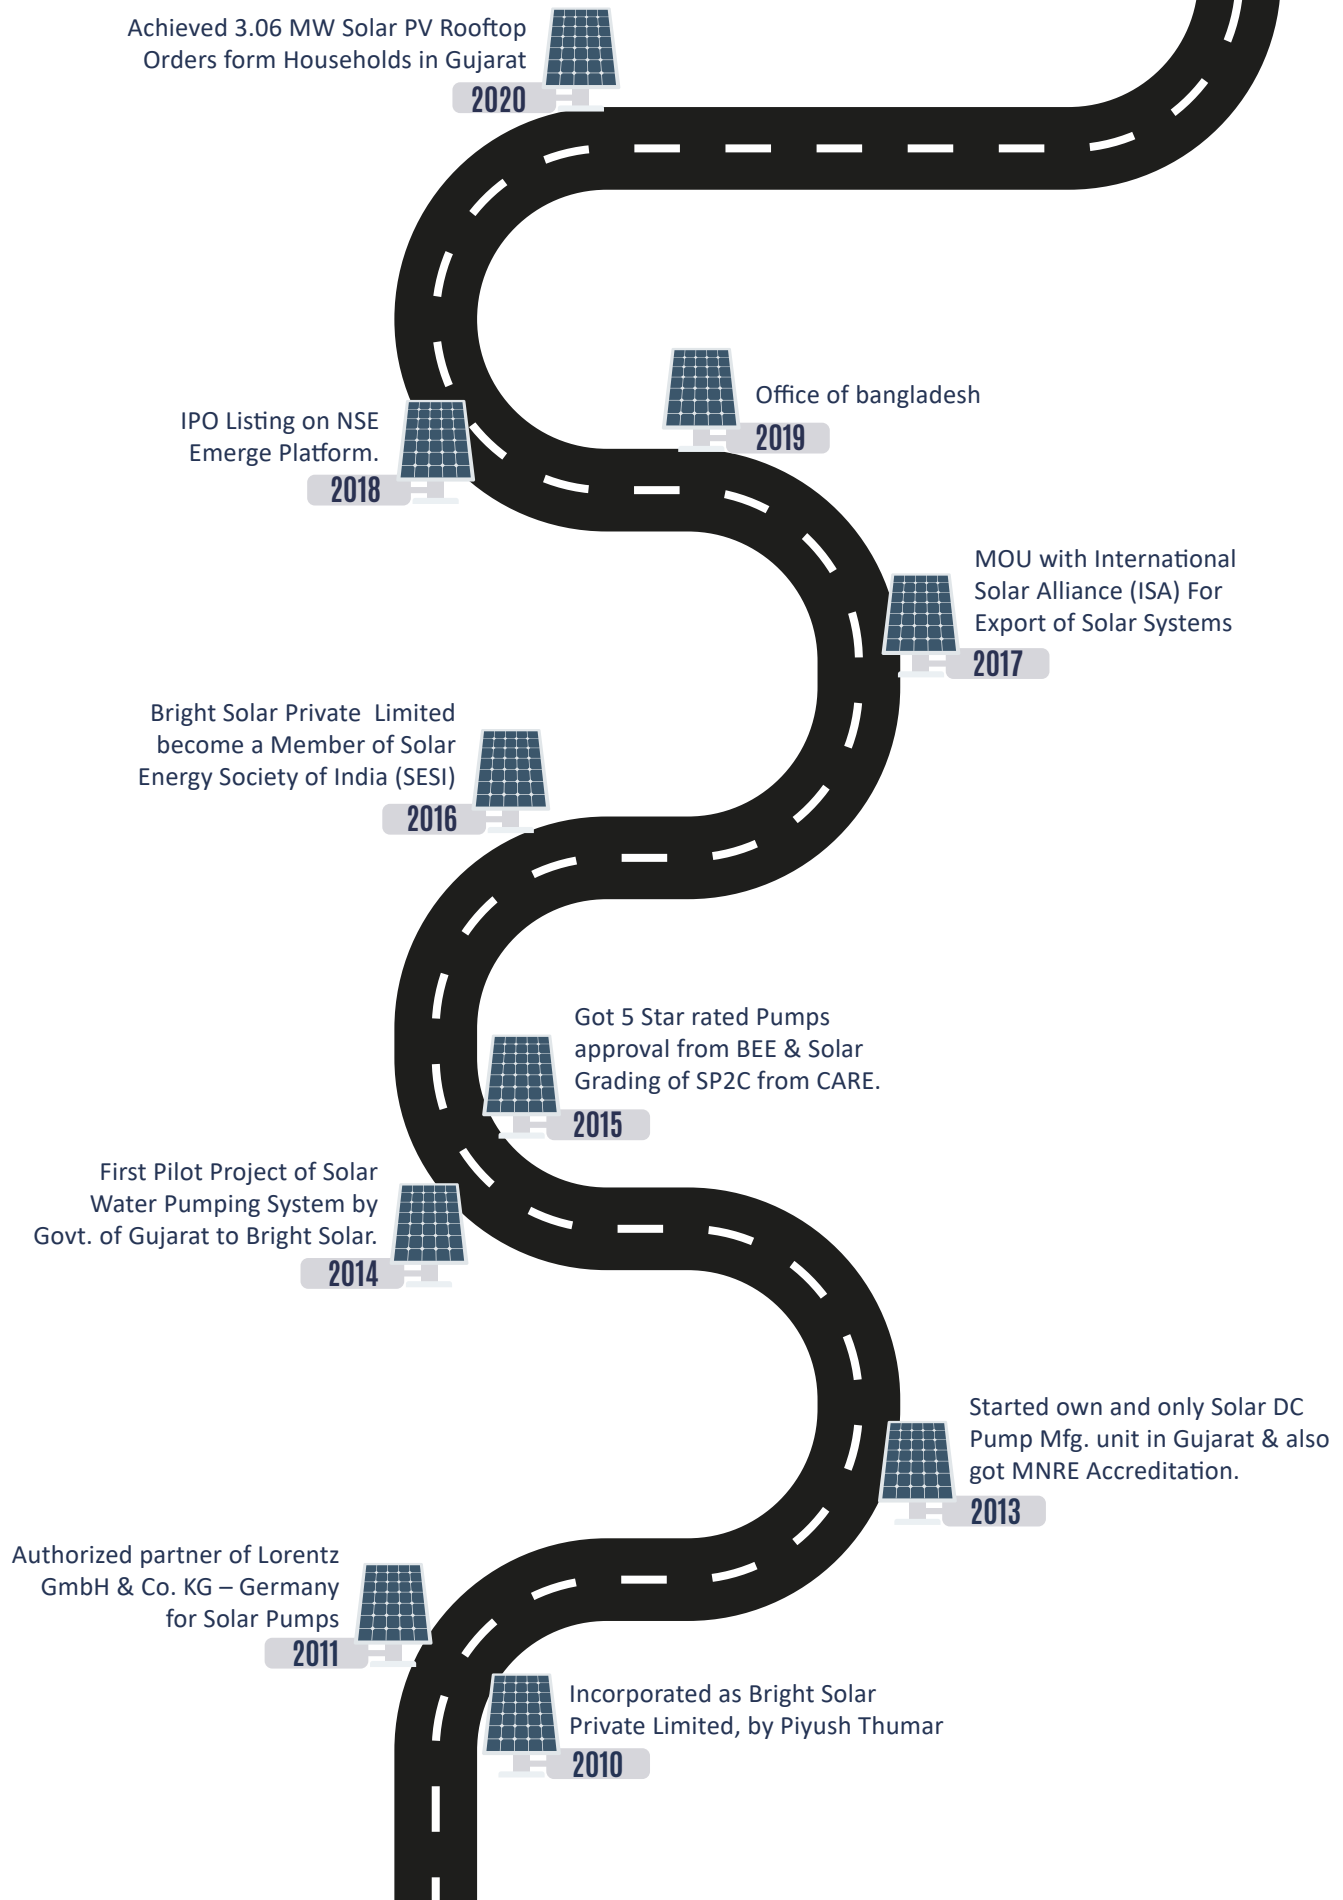 Achieved 3.06 MW Solar PV Rooftop
Orders form Households in Gujarat
2020
Office of bangladesh
2019
IPO Listing on NSE
Emerge Platform.
2018
MOU with International
Solar Alliance (ISA) For
Export of Solar Systems
2017
Bright Solar Private Limited
become a Member of Solar
Energy Society of India (SESI)
2016
Got 5 Star rated Pumps
approval from BEE & Solar
Grading of SP2C from CARE.
2015
First Pilot Project of Solar
Water Pumping System by
Govt. of Gujarat to Bright Solar.
2014
Started own and only Solar DC
Pump Mfg. unit in Gujarat & also
got MNRE Accreditation.
2013
Authorized partner of Lorentz
GmbH & Co. KG – Germany
for Solar Pumps
2011
Incorporated as Bright Solar
Private Limited, by Piyush Thumar
2010